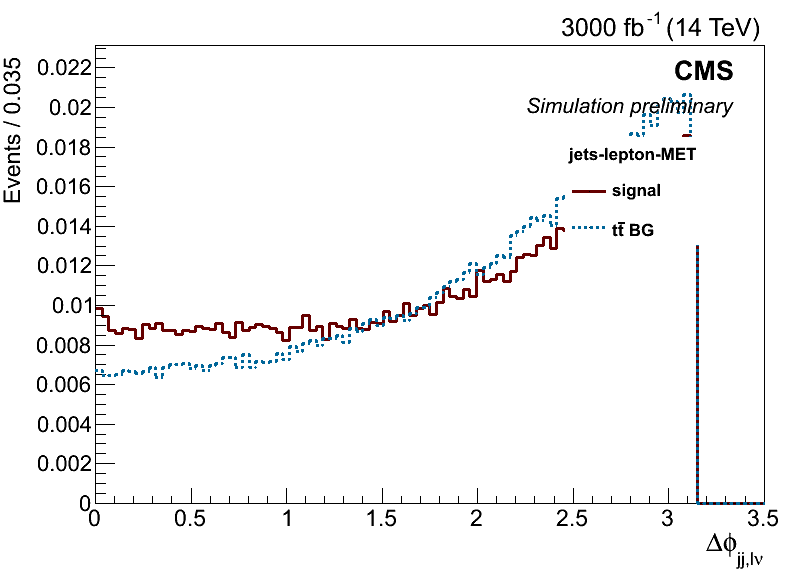 3000 fb⁻¹ (14 TeV)
CMS
Simulation preliminary
jets-lepton-MET
signal
tt̄ BG
Events / 0.035
0.022
0.02
0.018
0.016
0.014
0.012
0.01
0.008
0.006
0.004
0.002
0
0 0.5 1 1.5 2 2.5 3 3.5
Δϕjj,lν